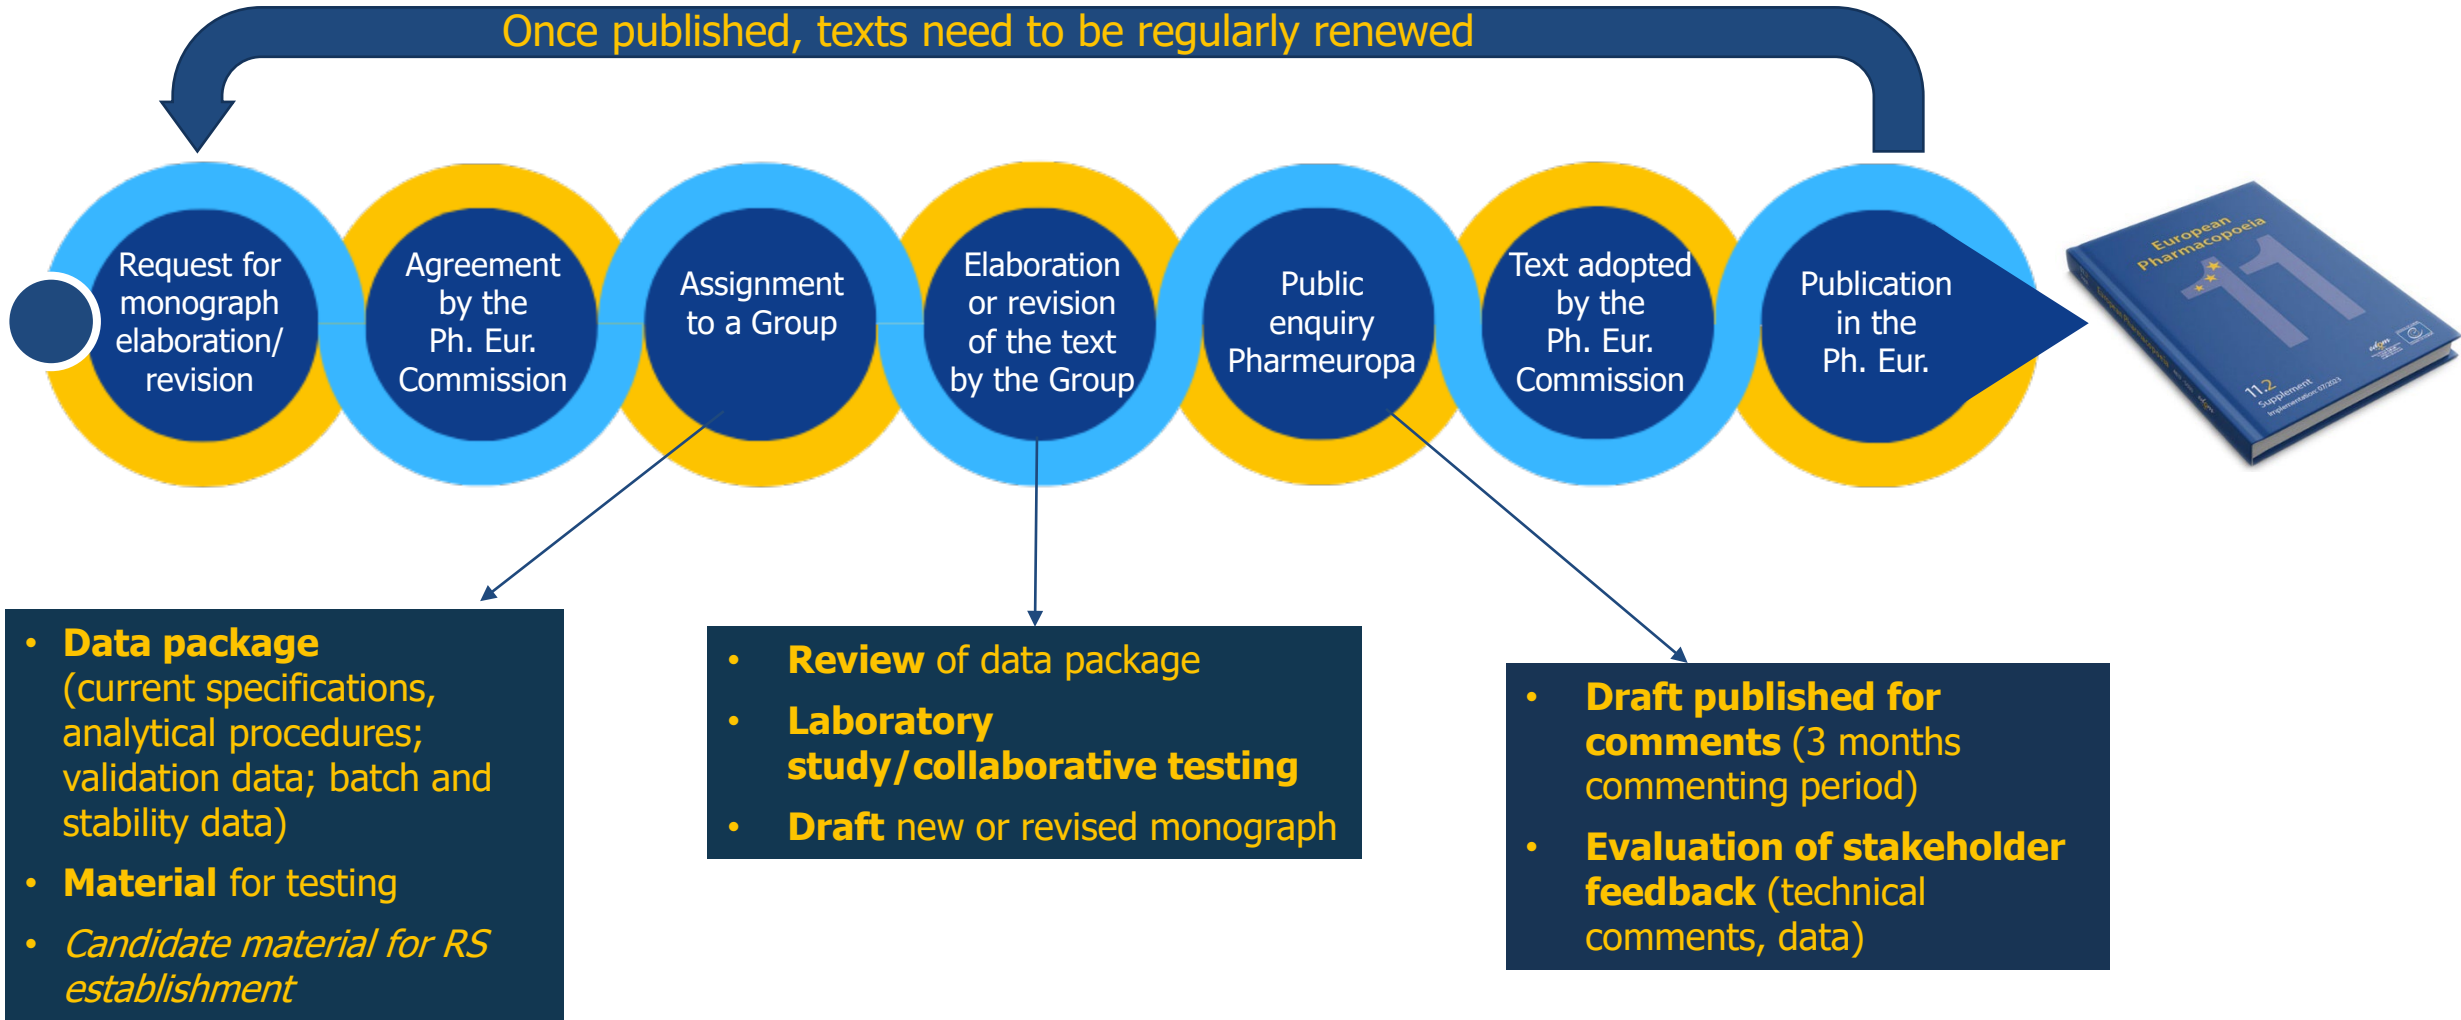 Once published, texts need to be regularly renewed
Request for
monograph
elaboration/
revision
Agreement
by the
Ph. Eur.
Commission
Assignment
to a Group
Elaboration
or revision
of the text
by the Group
Public
enquiry
Pharmeuropa
Text adopted
by the
Ph. Eur.
Commission
Publication
in the
Ph. Eur.
European
Pharmacopoeia
11
11.2
Supplement
Implementation: 07/2023
edqm
• Data package
(current specifications,
analytical procedures;
validation data; batch and
stability data)
• Material for testing
• Candidate material for RS
establishment
• Review of data package
• Laboratory
study/collaborative testing
• Draft new or revised monograph
• Draft published for
comments (3 months
commenting period)
• Evaluation of stakeholder
feedback (technical
comments, data)